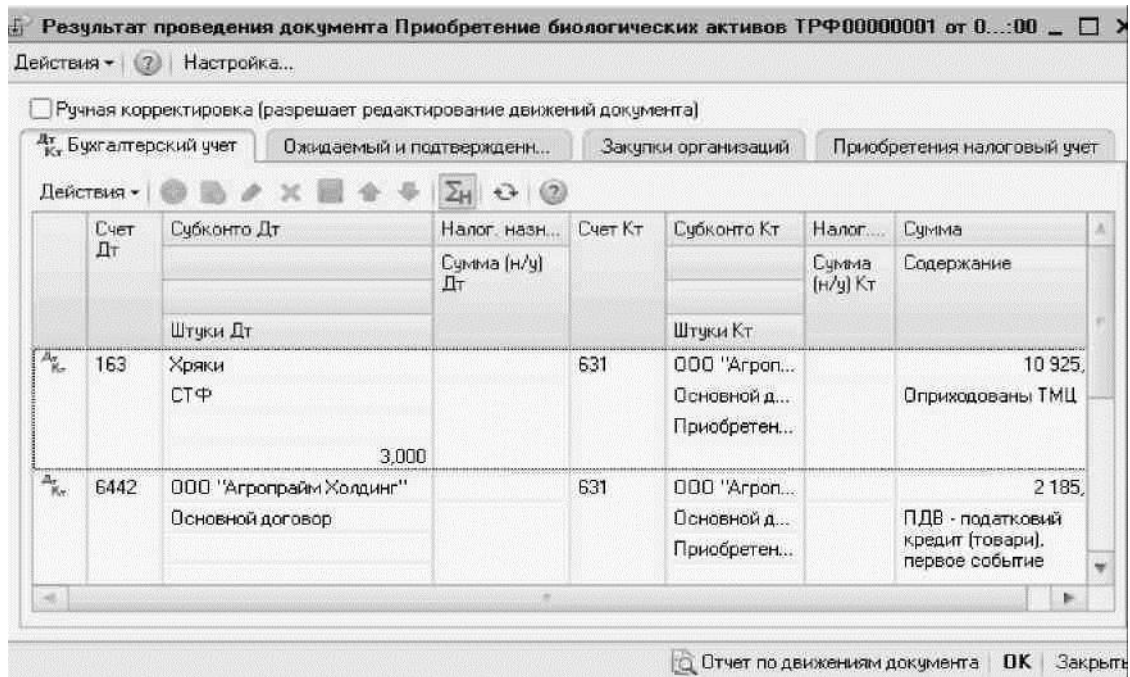 Результат проведения документа Приобретение биологических активов ТРФ00000001 от 0...:00
Действия Настройка...
Ручная корректировка (разрешает редактирование движений документа)
Бухгалтерский учет Ожидаемый и подтвержденн... Закупки организаций Приобретения налоговый учет
Действия
Счет Дт Субконто Дт Налог. назн... Счет Кт Субконто Кт Налог.... Сумма
Сумма (н/у) Дт Сумма (н/у) Кт Содержание
Штуки Дт Штуки Кт
163 Хряки 631 ООО "Агроп... 10 925,
СТФ Основной д... Оприходованы ТМЦ
Приобретен...
3,000
6442 ООО "Агропрайм Холдинг" 631 ООО "Агроп... 2 185,
Основной договор Основной д... ПДВ - податковий
Приобретен... кредит (товари),
первое событие
Отчет по движениям документа OK Закрыть